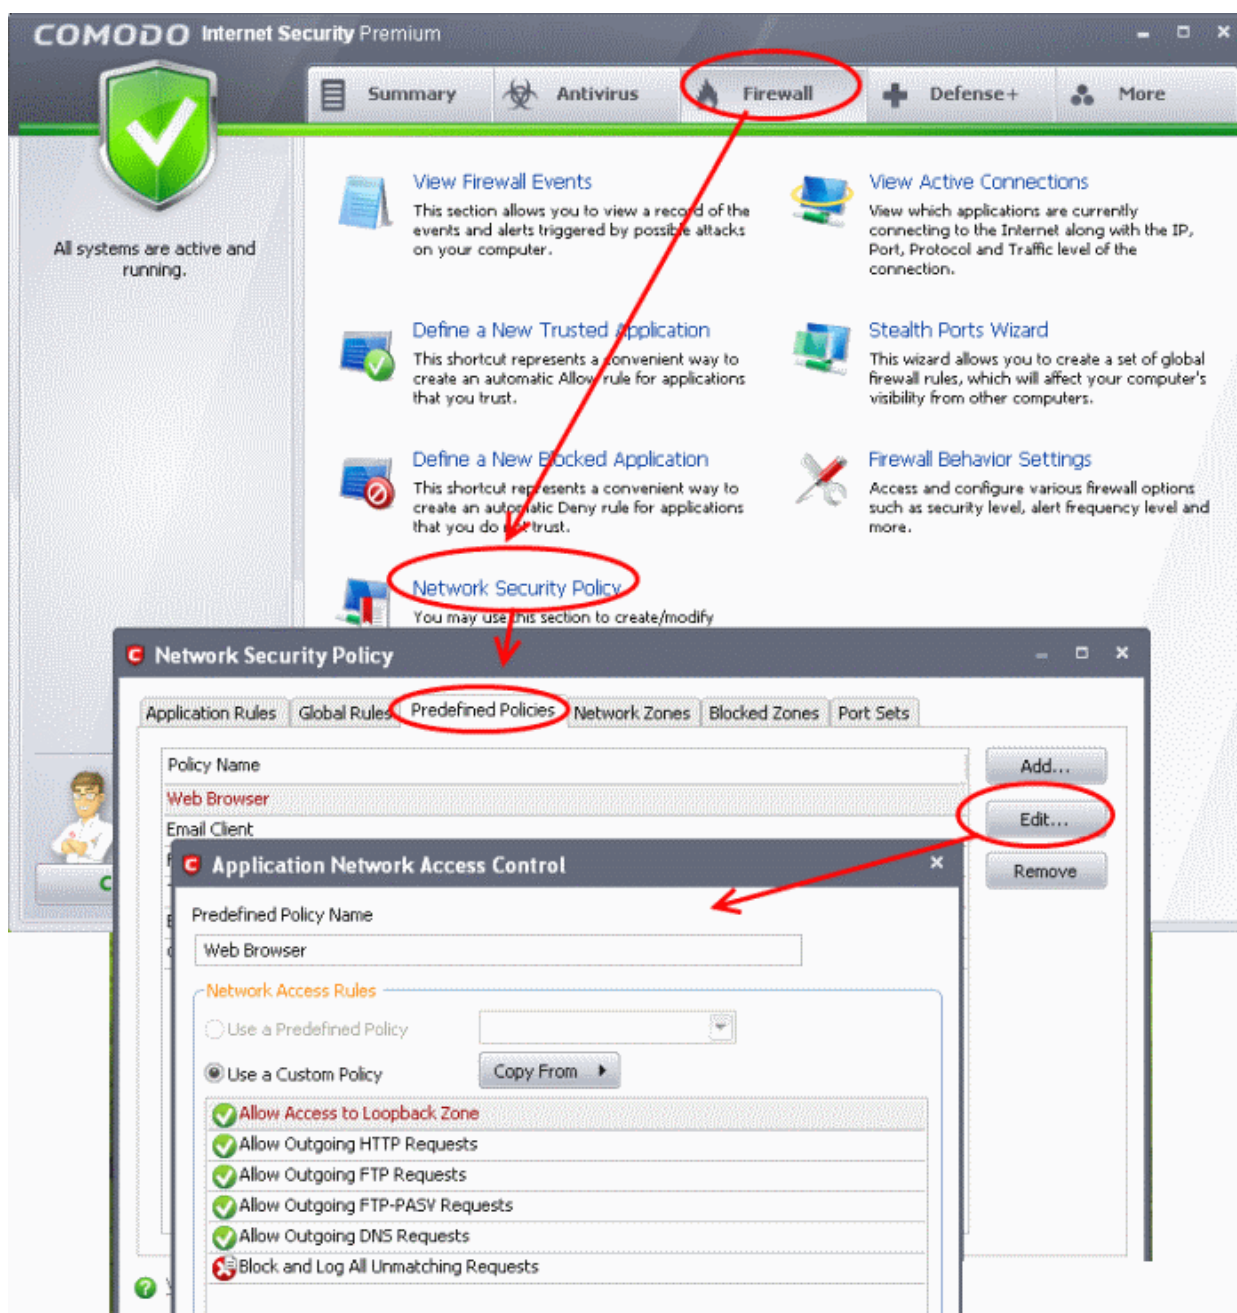 COMODO Internet Security Premium
Summary
Antivirus
Firewall
Defense+
More
All systems are active and
running.
View Firewall Events
This section allows you to view a record of the
events and alerts triggered by possible attacks
on your computer.
View Active Connections
View which applications are currently
connecting to the Internet along with the IP,
Port, Protocol and Traffic level of the
connection.
Define a New Trusted Application
This shortcut represents a convenient way to
create an automatic Allow rule for applications
that you trust.
Stealth Ports Wizard
This wizard allows you to create a set of global
firewall rules, which will affect your computer's
visibility from other computers.
Define a New Blocked Application
This shortcut represents a convenient way to
create an automatic Deny rule for applications
that you do not trust.
Firewall Behavior Settings
Access and configure various firewall options
such as security level, alert frequency level and
more.
Network Security Policy
You may use this section to create/modify
Network Security Policy
Application Rules
Global Rules
Predefined Policies
Network Zones
Blocked Zones
Port Sets
Policy Name
Web Browser
Email Client
Add...
Edit...
Remove
Application Network Access Control
Predefined Policy Name
Web Browser
Network Access Rules
Use a Predefined Policy
Use a Custom Policy
Copy From
Allow Access to Loopback Zone
Allow Outgoing HTTP Requests
Allow Outgoing FTP Requests
Allow Outgoing FTP-PASV Requests
Allow Outgoing DNS Requests
Block and Log All Unmatching Requests